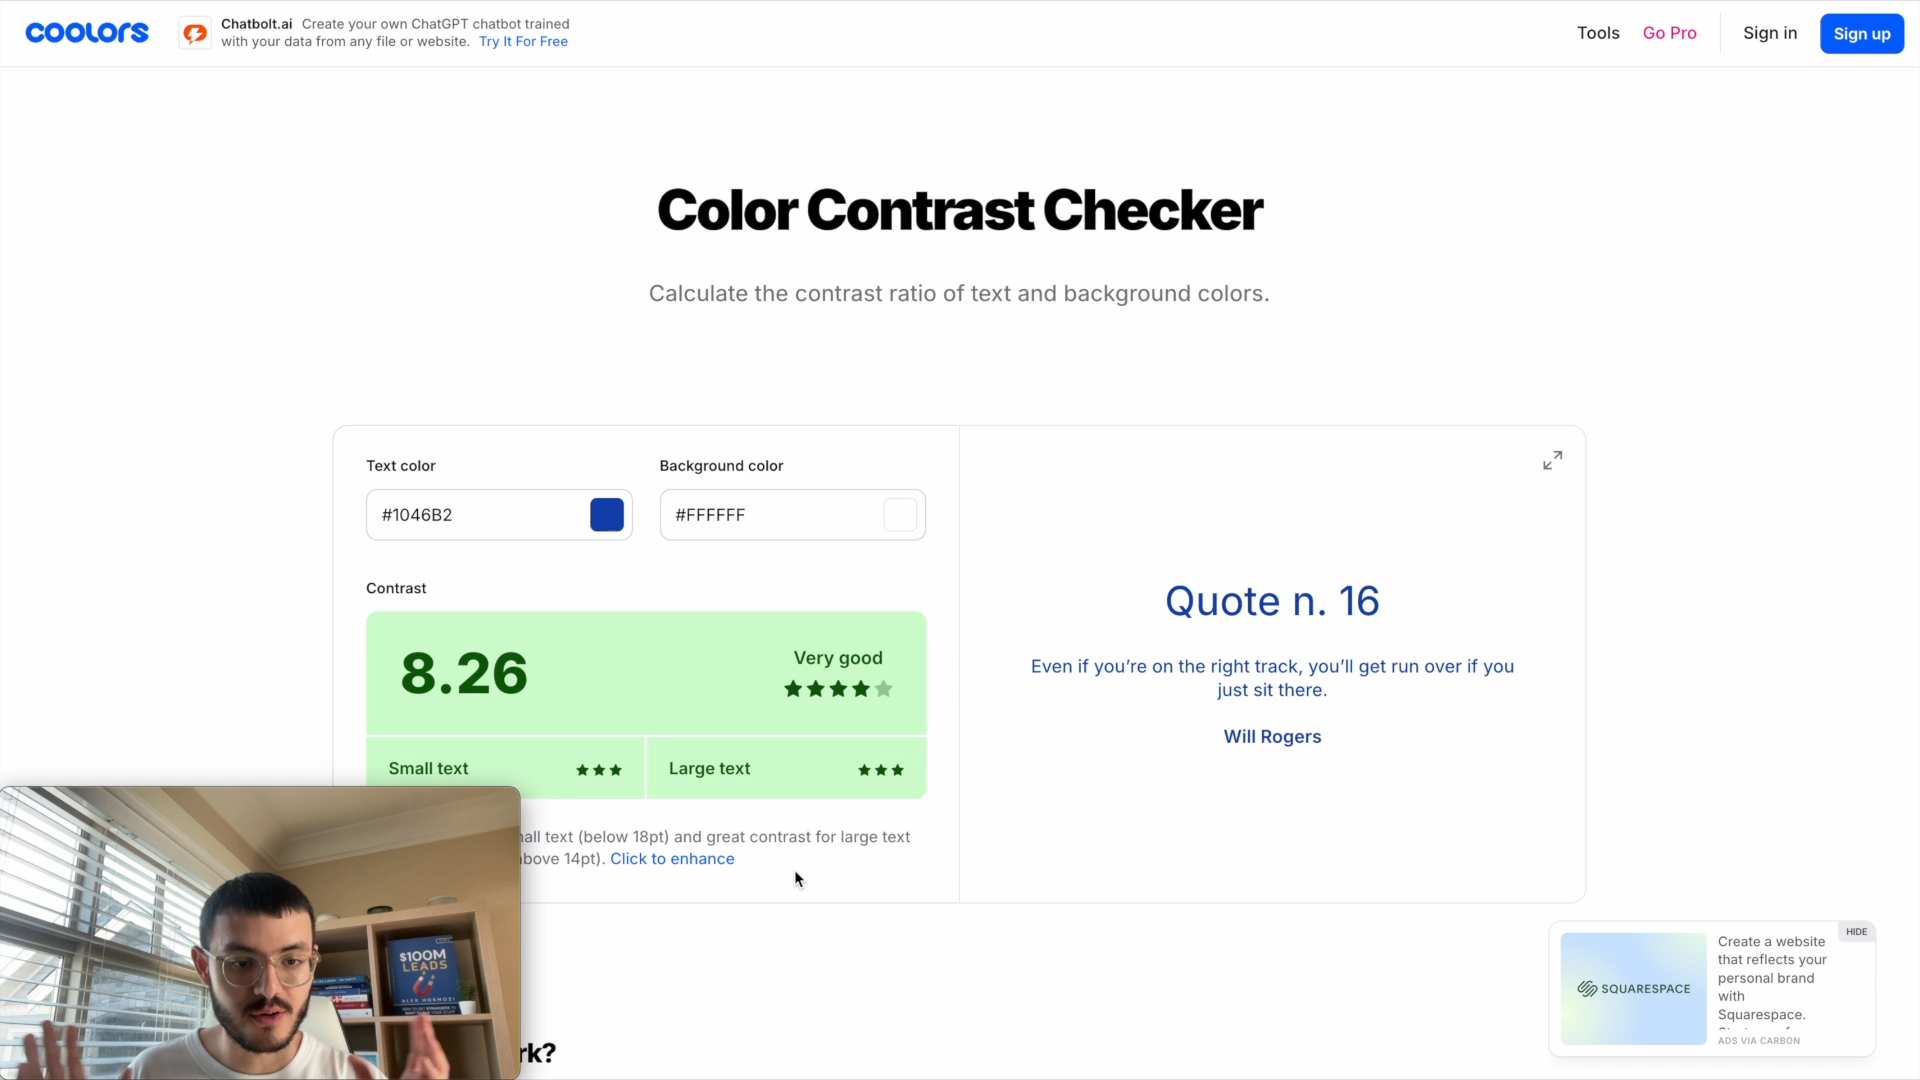 coolors
Chatbolt.ai Create your own ChatGPT chatbot trained
with your data from any file or website. Try It For Free
Tools
Go Pro
Sign in
Sign up
Color Contrast Checker
Calculate the contrast ratio of text and background colors.
Text color
Background color
#1046B2
#FFFFFF
Contrast
8.26
Very good
Small text
Large text
text (below 18pt) and great contrast for large text
above 14pt). Click to enhance
Quote n. 16
Even if you’re on the right track, you’ll get run over if you
just sit there.
Will Rogers
HIDE
SQUARESPACE
Create a website
that reflects your
personal brand
with
Squarespace.
ADS VIA CARBON
$100M
LEADS
ALEX HORMOZI
rk?